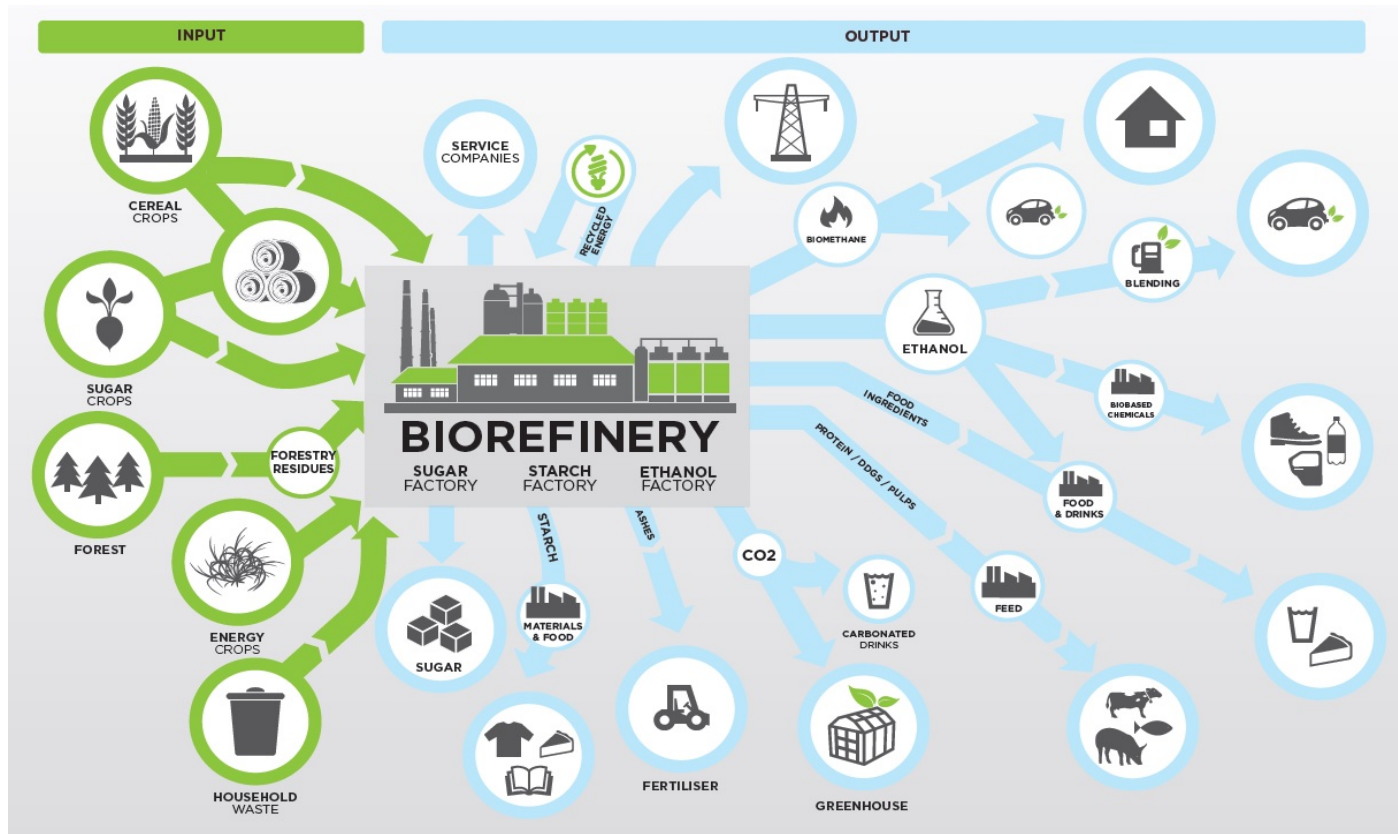 INPUT
OUTPUT
CEREAL
CROPS
SUGAR
CROPS
FOREST
FORESTRY
RESIDUES
ENERGY
CROPS
HOUSEHOLD
WASTE
SERVICE
COMPANIES
RECYCLED
ENERGY
BIOREFINERY
SUGAR
FACTORY
STARCH
FACTORY
ETHANOL
FACTORY
BIOMETHANE
ETHANOL
BLENDING
BIOBASED
CHEMICALS
FOOD
INGREDIENTS
FOOD
& DRINKS
PROTEIN / DDGS / PULPS
FEED
CO2
CARBONATED
DRINKS
GREENHOUSE
ASHES
FERTILISER
STARCH
MATERIALS
& FOOD
SUGAR